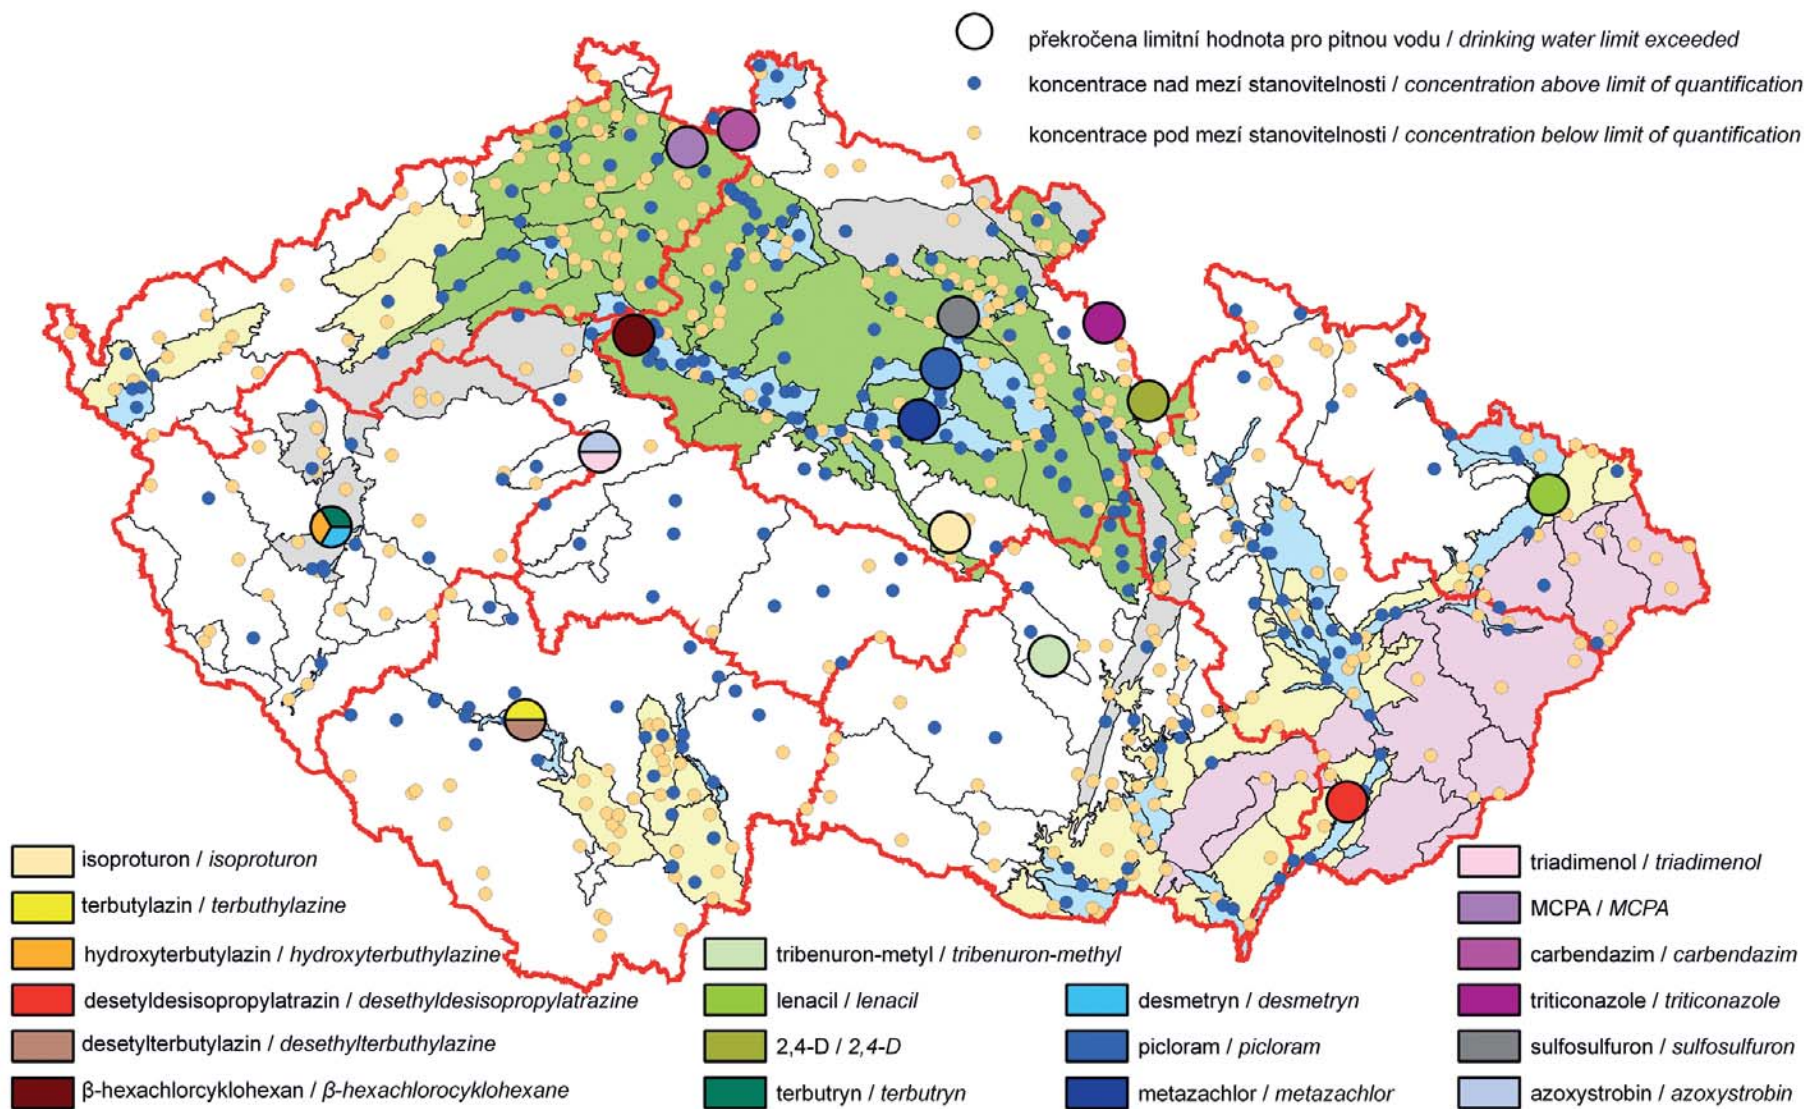 překročena limitní hodnota pro pitnou vodu / drinking water limit exceeded
koncentrace nad mezí stanovitelnosti / concentration above limit of quantification
koncentrace pod mezí stanovitelnosti / concentration below limit of quantification
isoproturon / isoproturon
terbutylazin / terbuthylazine
hydroxyterbutylazin / hydroxyterbuthylazine
desetyldesisopropylatrazin / desethyldesisopropylatrazine
desetylterbutylazin / desethylterbuthylazine
β-hexachlorcyklohexan / β-hexachlorocyklohexane
tribenuron-metyl / tribenuron-methyl
lenacil / lenacil
2,4-D / 2,4-D
terbutryn / terbutryn
desmetryn / desmetryn
picloram / picloram
metazachlor / metazachlor
triadimenol / triadimenol
MCPA / MCPA
carbendazim / carbendazim
triticonazole / triticonazole
sulfosulfuron / sulfosulfuron
azoxystrobin / azoxystrobin